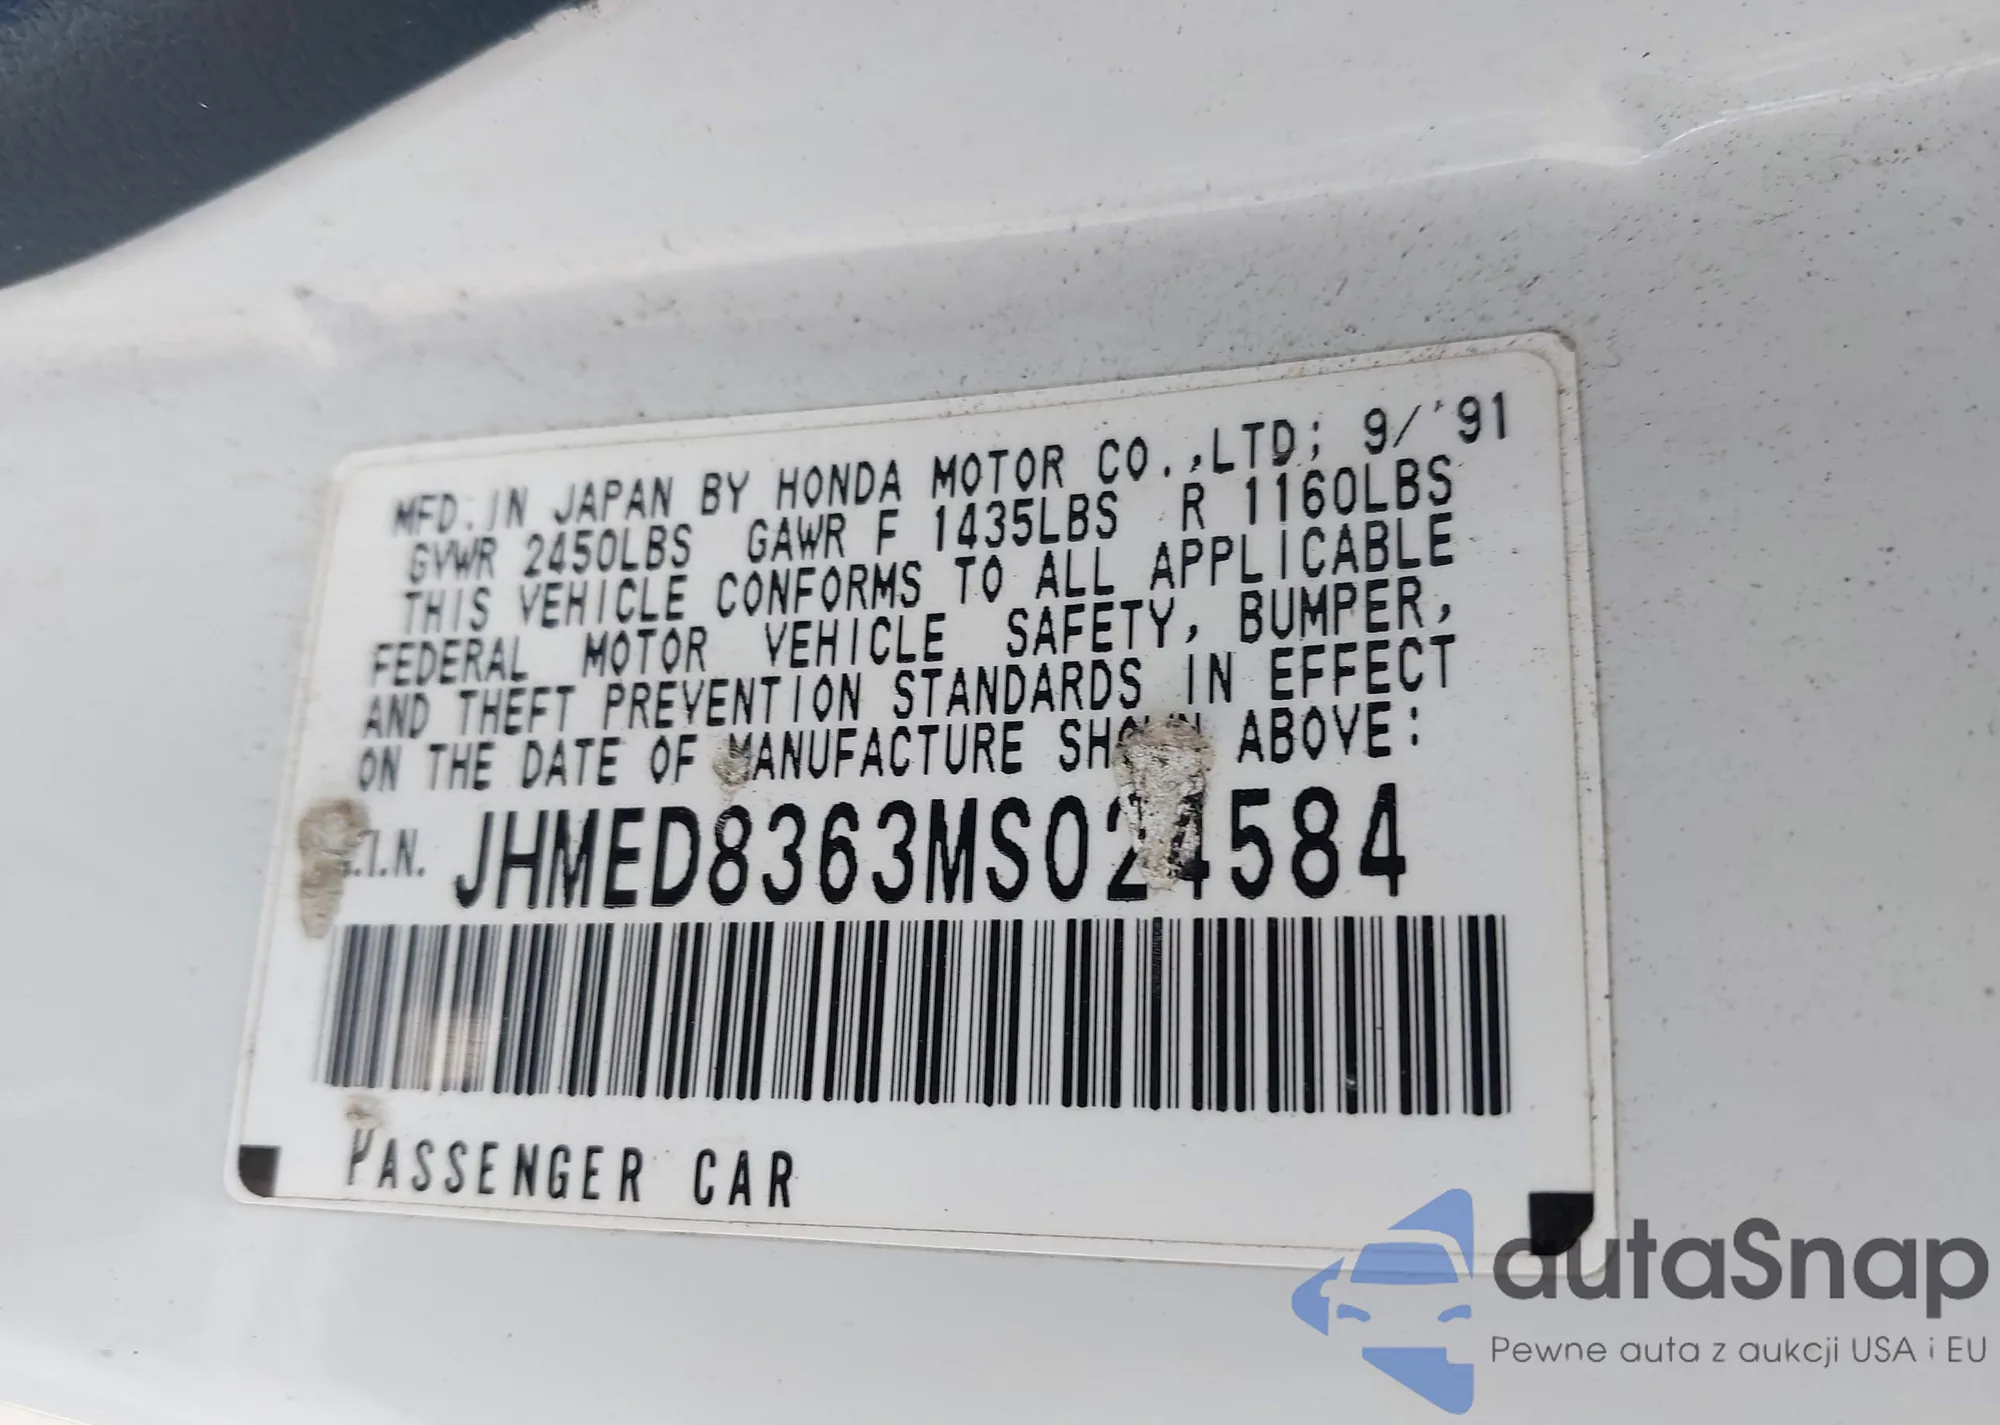 MFD. IN JAPAN BY HONDA MOTOR CO.,LTD; 9/'91
GVWR 2450LBS GAWR F 1435LBS R 1160LBS
THIS VEHICLE CONFORMS TO ALL APPLICABLE
FEDERAL MOTOR VEHICLE SAFETY, BUMPER,
AND THEFT PREVENTION STANDARDS IN EFFECT
ON THE DATE OF MANUFACTURE SHOWN ABOVE:
V.I.N. JHMED8363MS024584
PASSENGER CAR
autaSnap
Pewne auta z aukcji USA i EU